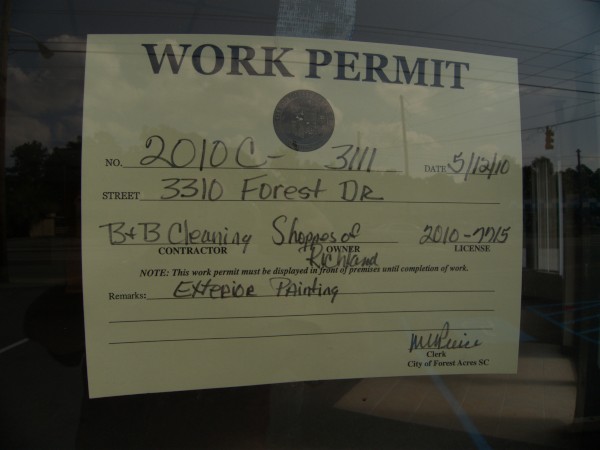 WORK PERMIT
NO. 2010C- 3111 DATE 5/12/10
STREET 3310 Forest DR
B+B Cleaning Shoppes of Richland 2010-7715
CONTRACTOR OWNER LICENSE
NOTE: This work permit must be displayed in front of premises until completion of work.
Remarks: Exterior Painting
Clerk
City of Forest Acres SC